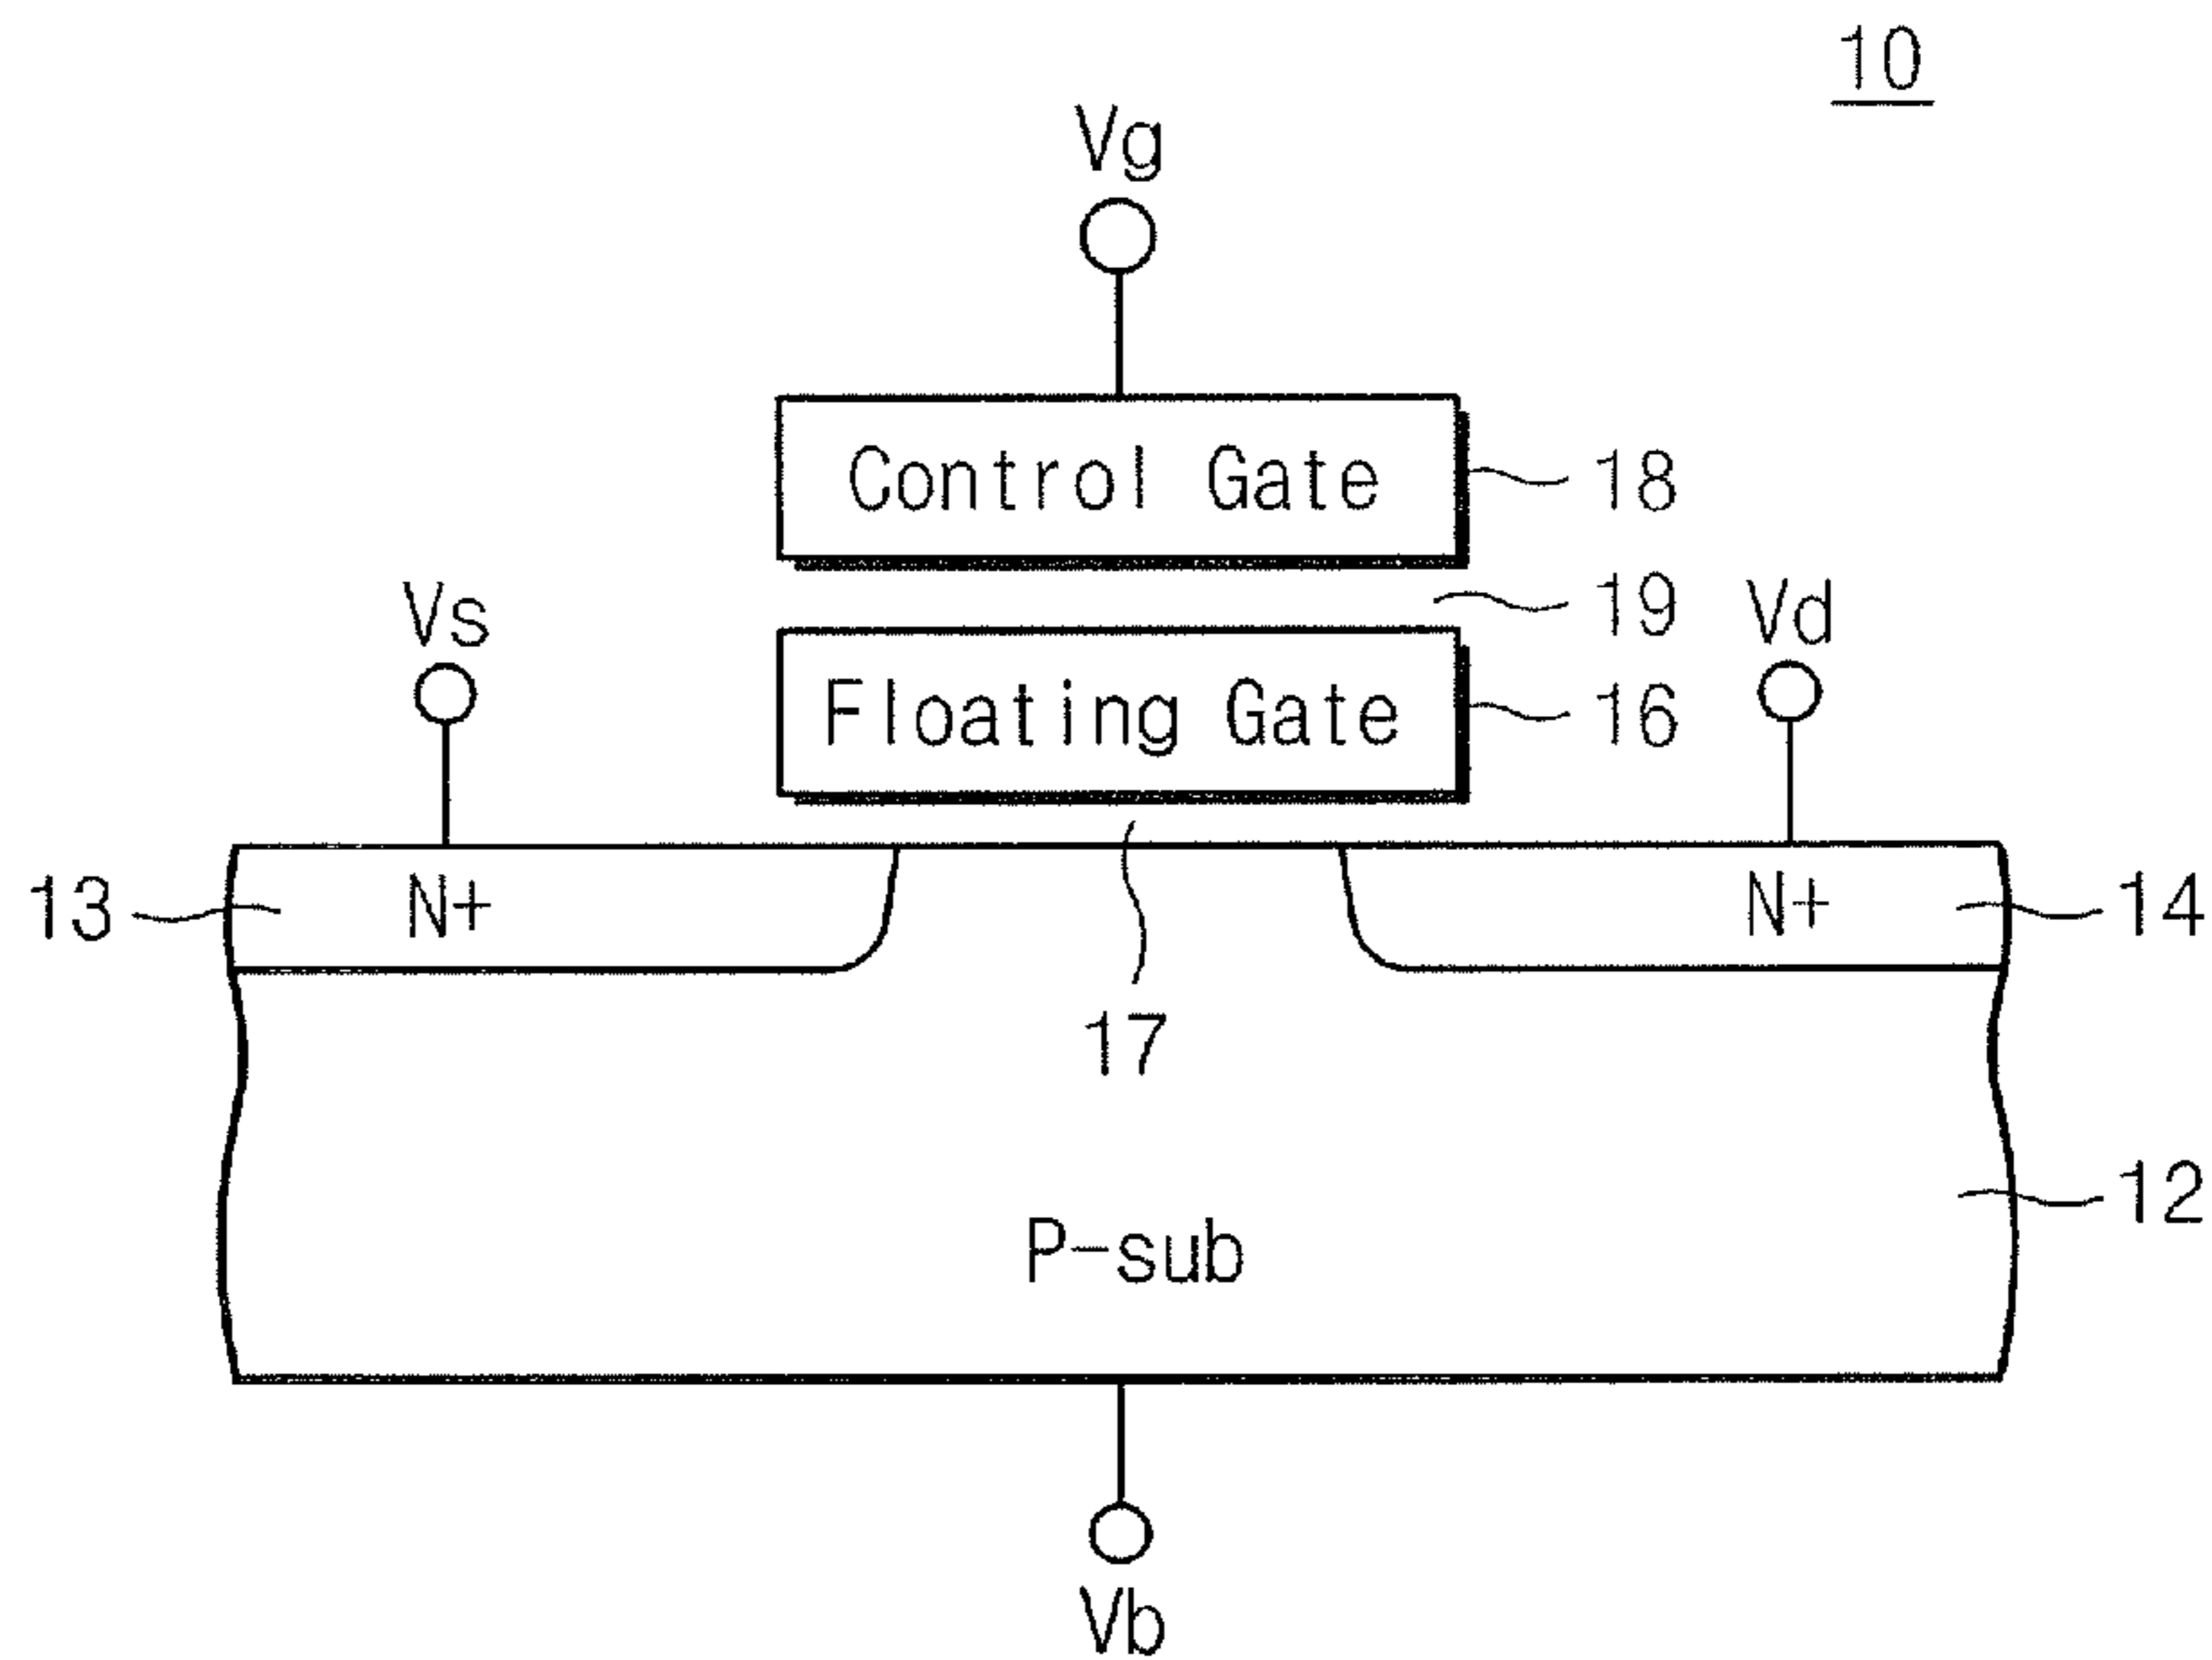 10
Vg
Control Gate 18
19
Vs
Vd
Floating Gate 16
13 N+
N+ 14
17
12
P-sub
Vb